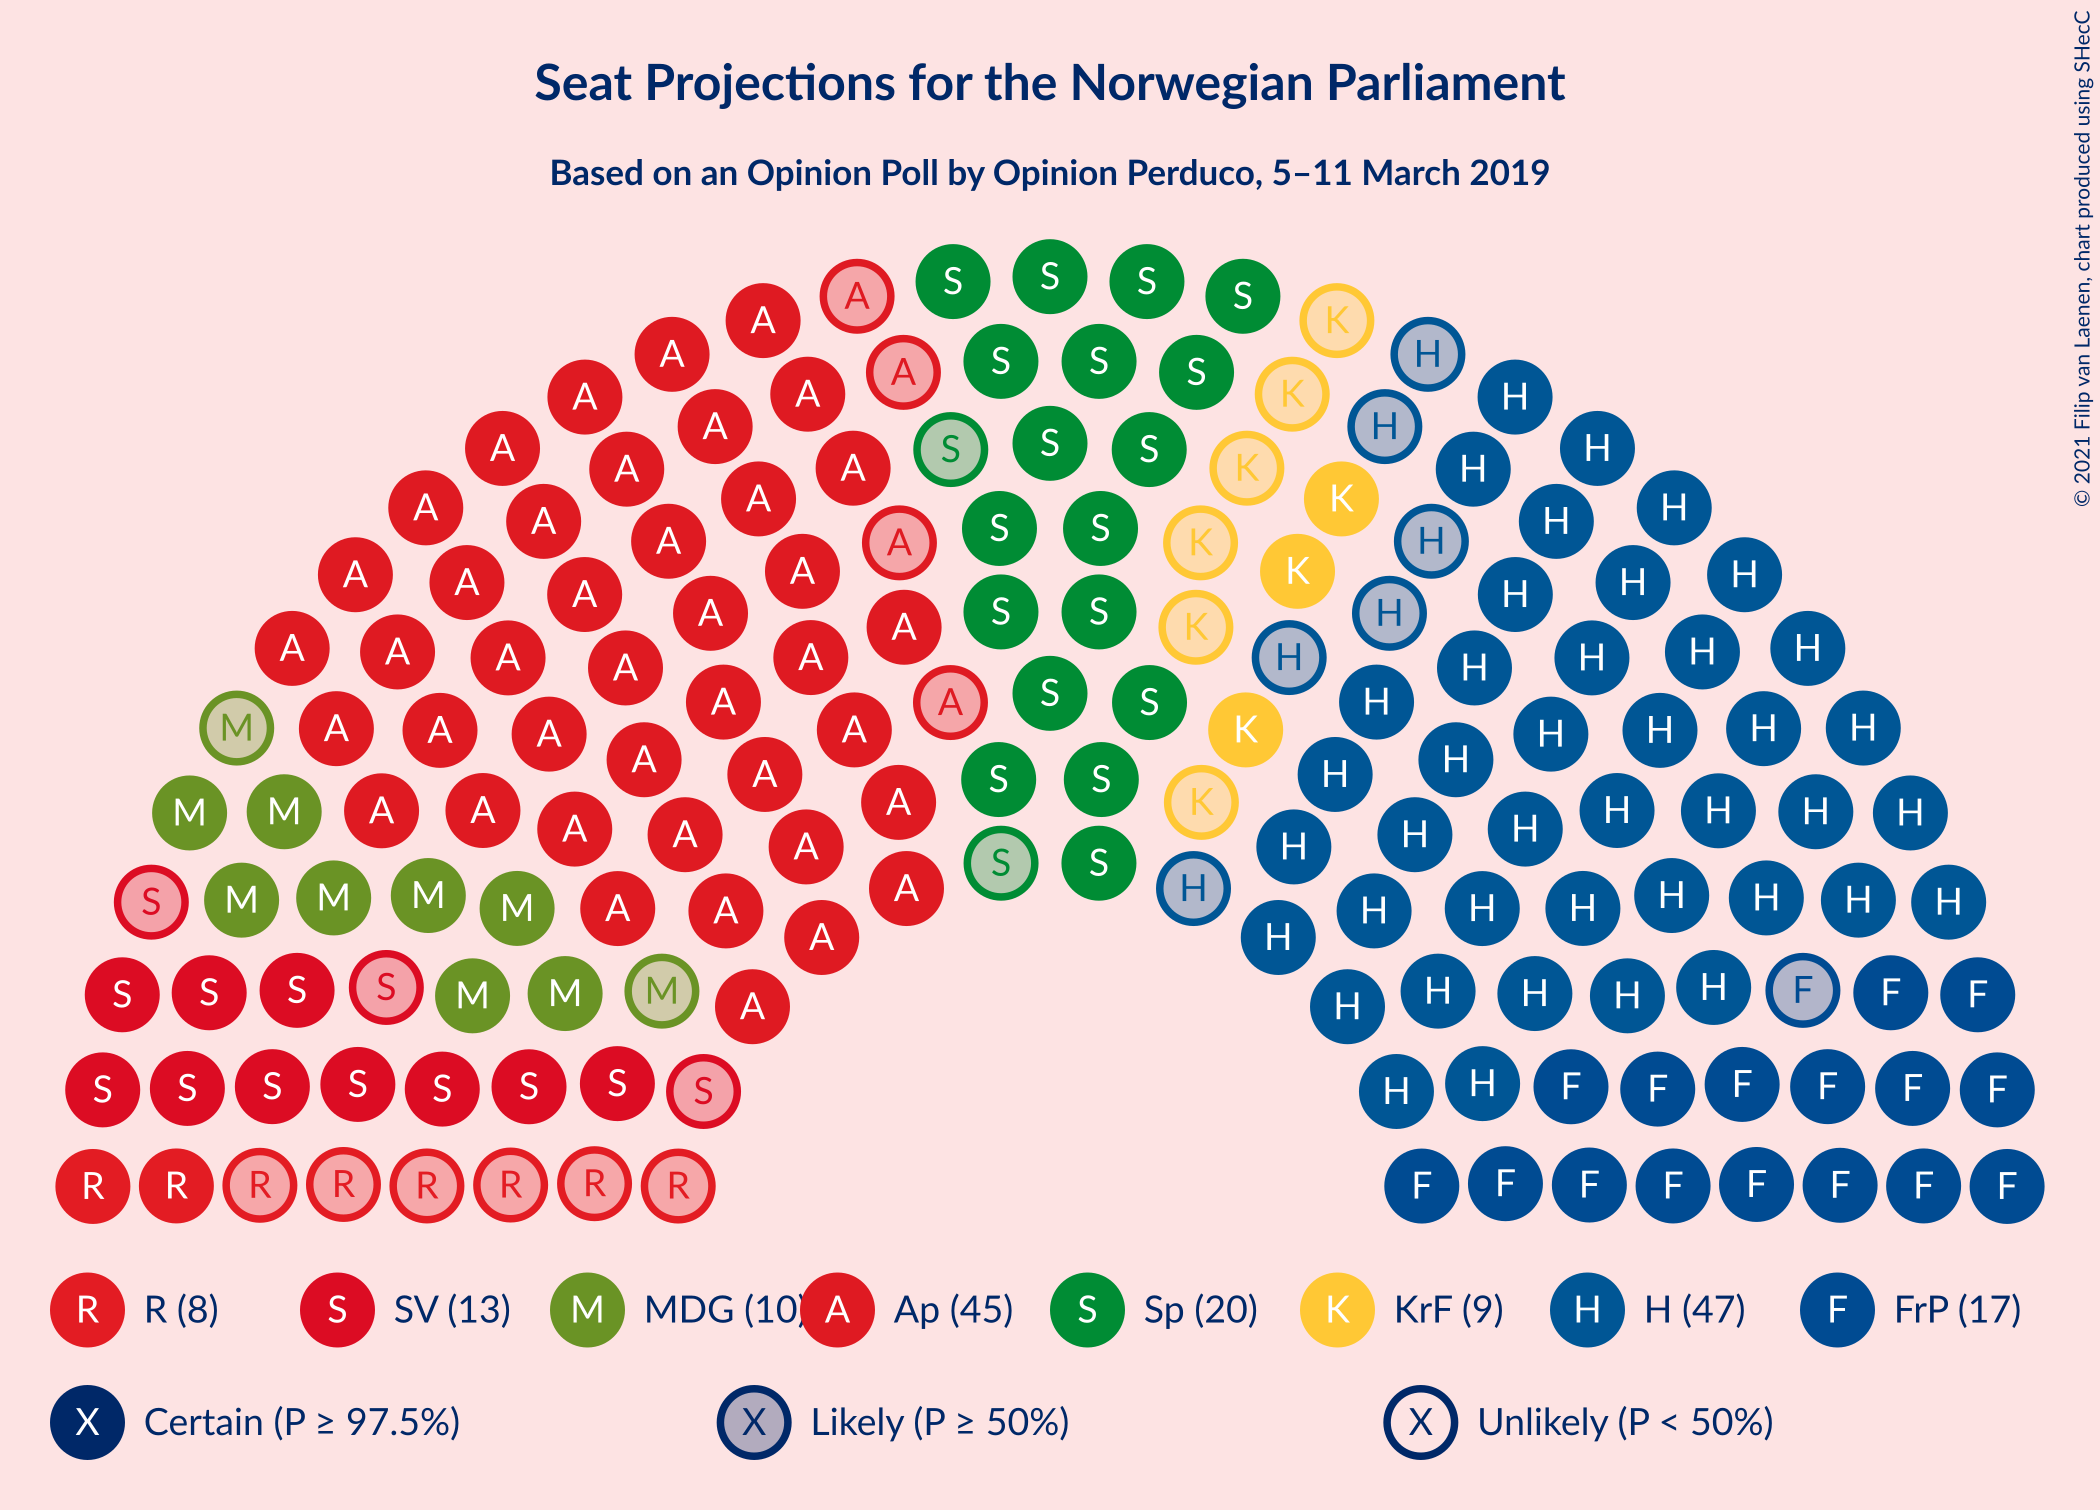 Seat Projections for the Norwegian Parliament
Based on an Opinion Poll by Opinion Perduco, 5–11 March 2019
© 2021 Filip van Laenen, chart produced using SHecC
A S S S S K
A A S S S K H H
A A A S S S K H H
A A A A A S S K K H H H
A A A A A S S K K H H H H
A A A A A A A S S K H H H H H H
A A A A A A S S K H H H H H
M A A A A A A S S K H H H H H H
M M A A A A A A S S K H H H H H H H
S M M M M A A A A S S H H H H H H H H H
S S S S M M M A H H H H H F F F
S S S S S S S S H H F F F F F F
R R R R R R R R F F F F F F F F
R R (8) S SV (13) M MDG (10) A Ap (45) S Sp (20) K KrF (9) H H (47) F FrP (17)
X Certain (P ≥ 97.5%) X Likely (P ≥ 50%) X Unlikely (P < 50%)